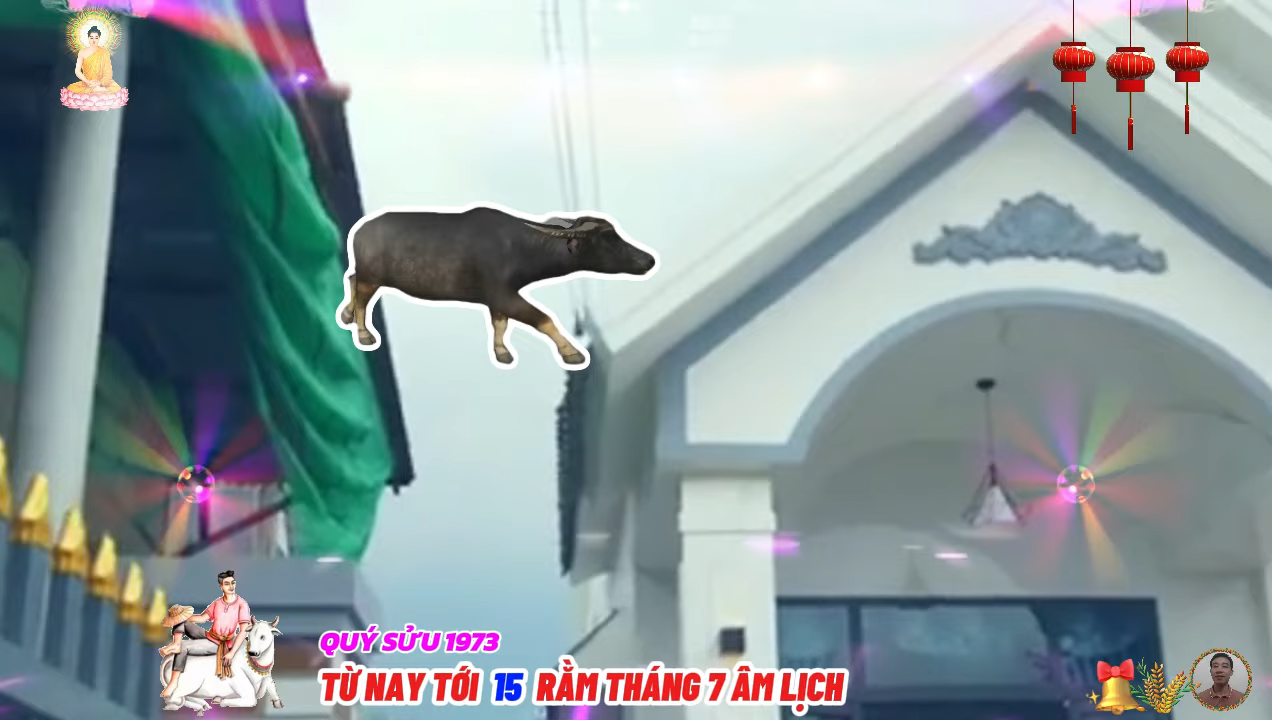 QUÝ SỬU 1973
TỪ NAY TỚI 15 RẰM THÁNG 7 ÂM LỊCH